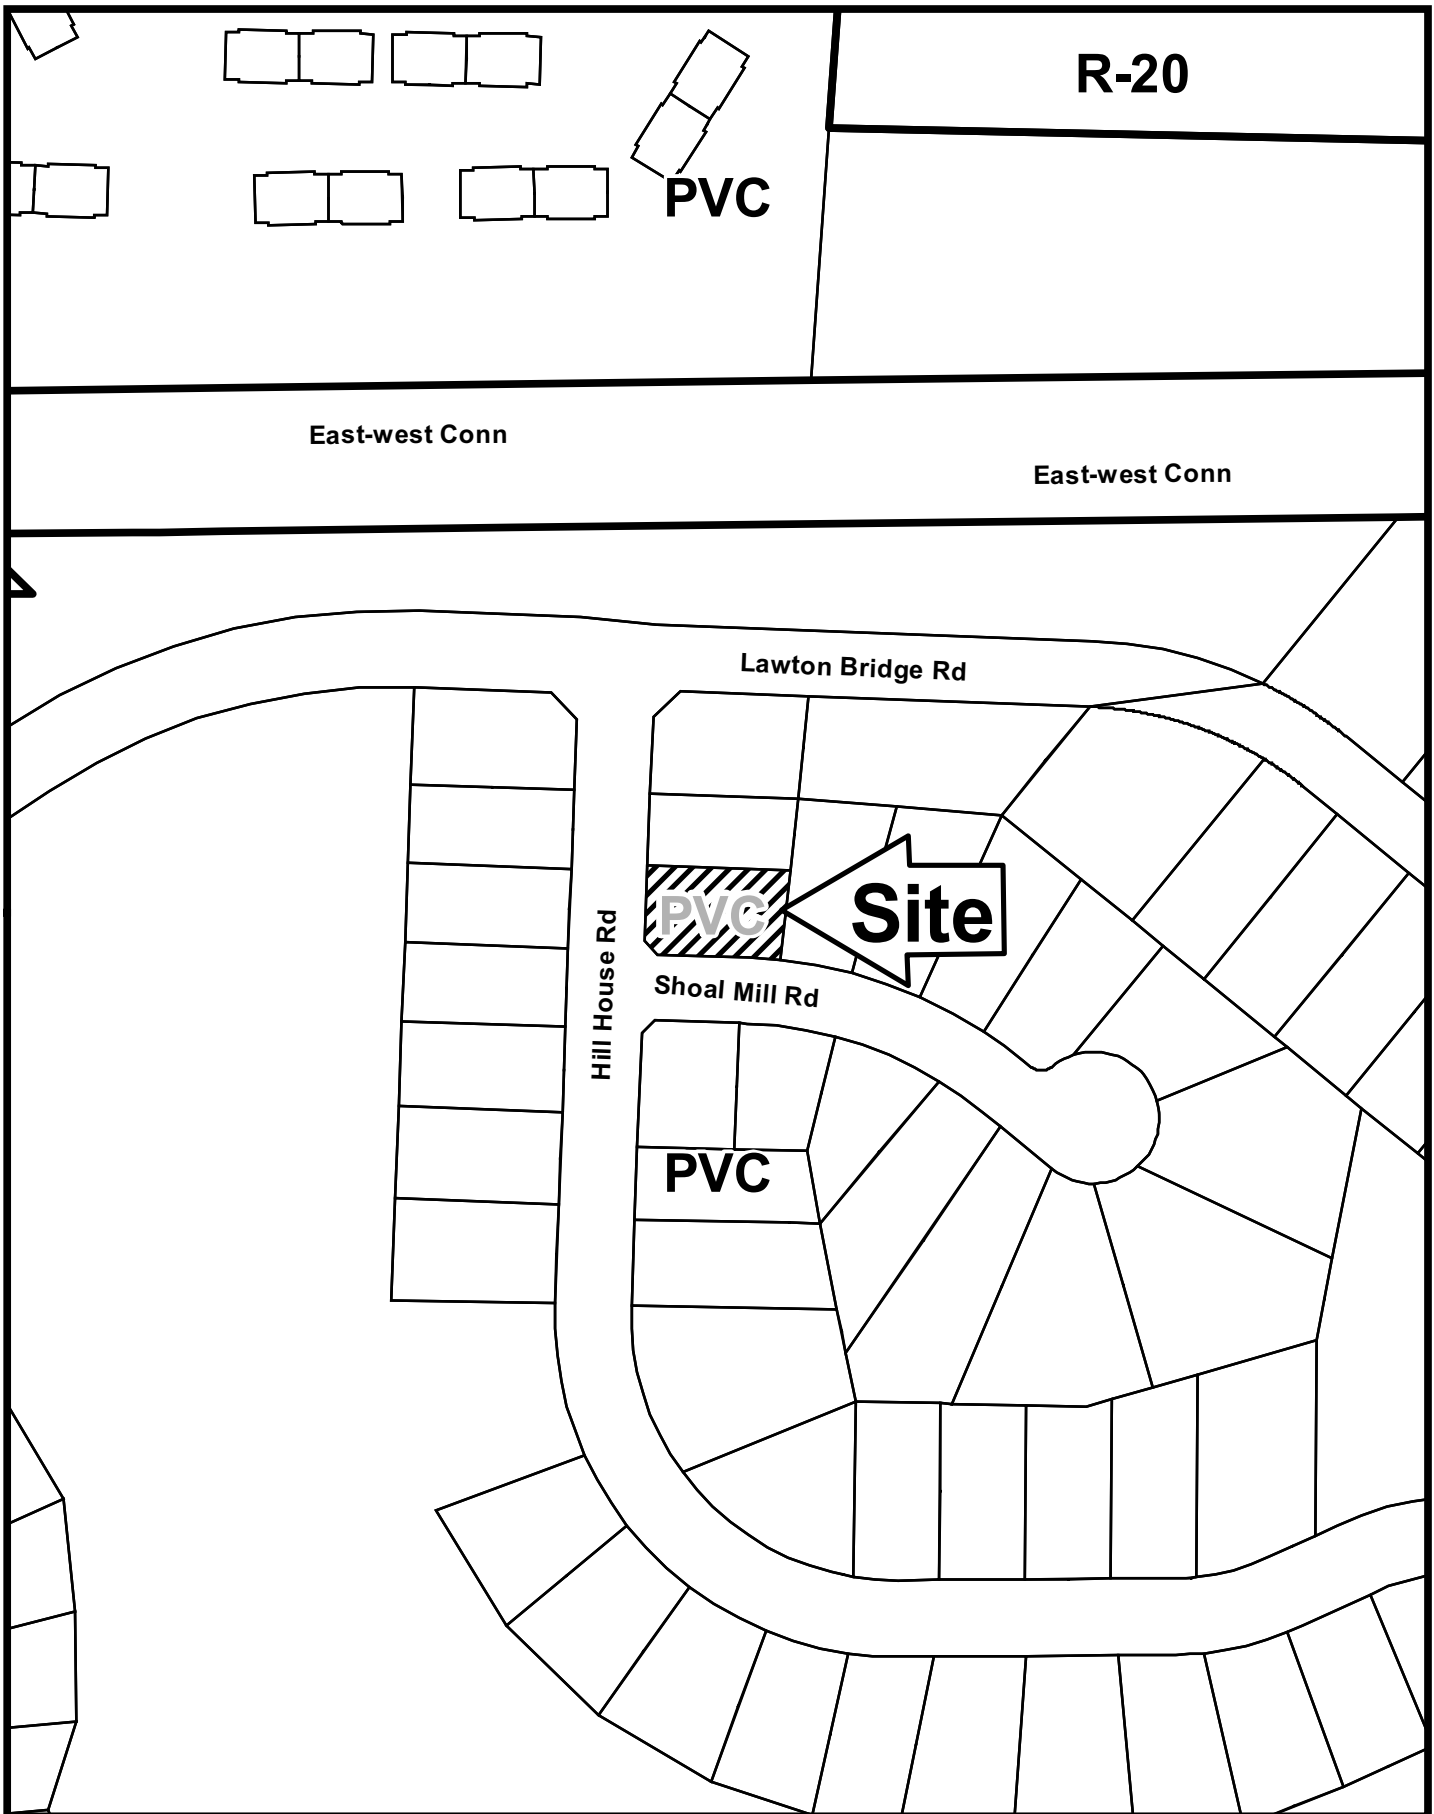 R-20
PVC
East-west Conn
East-west Conn
Lawton Bridge Rd
PVC
Site
Hill House Rd
Shoal Mill Rd
PVC